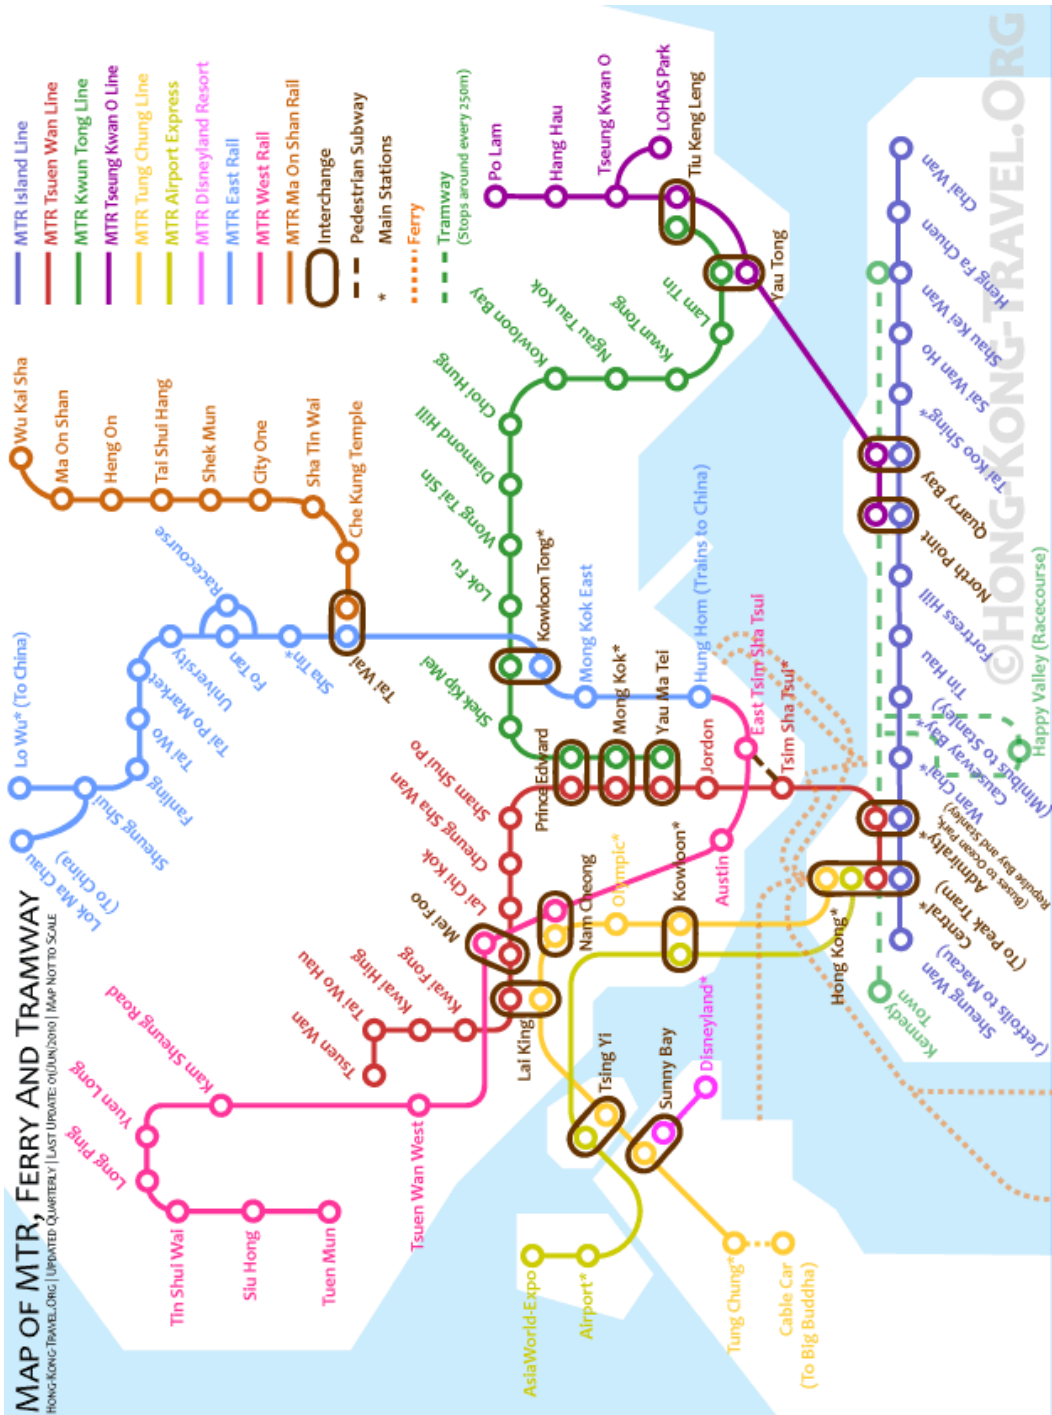 MAP OF MTR, FERRY AND TRAMWAY
HONG-KONG-TRAVEL.ORG | UPDATED QUARTERLY | LAST UPDATE: 01/JUN/2010 | MAP NOT TO SCALE
MTR Island Line
MTR Tsuen Wan Line
MTR Kwun Tong Line
MTR Tseung Kwan O Line
MTR Tung Chung Line
MTR Airport Express
MTR Disneyland Resort
MTR East Rail
MTR West Rail
MTR Ma On Shan Rail
Interchange
Pedestrian Subway
* Main Stations
Ferry
Tramway
(Stops around every 250m)
Lo Wu* (To China)
Lok Ma Chau
(To China)
Sheung Shui
Fanling
Tai Wo
Tai Po Market
University
Fo Tan
Racecourse
Sha Tin*
Tai Wai
Wu Kai Sha
Ma On Shan
Heng On
Tai Shui Hang
Shek Mun
City One
Sha Tin Wai
Che Kung Temple
Long Ping
Yuen Long
Kam Sheung Road
Tin Shui Wai
Siu Hong
Tuen Mun
Tsuen Wan West
Tsuen Wan
Tai Wo Hau
Kwai Hing
Kwai Fong
Lai King
Mei Foo
Lai Chi Kok
Cheung Sha Wan
Sham Shui Po
Prince Edward
Shek Kip Mei
Kowloon Tong*
Lok Fu
Wong Tai Sin
Diamond Hill
Choi Hung
Kowloon Bay
Ngau Tau Kok
Kwun Tong
Lam Tin
Yau Tong
Tiu Keng Leng
Po Lam
Hang Hau
Tseung Kwan O
LOHAS Park
Mong Kok East
Mong Kok*
Yau Ma Tei
Jordon
Hung Hom (Trains to China)
East Tsim Sha Tsui
Tsim Sha Tsui*
Austin
Nam Cheong
Olympic*
Kowloon*
Tsing Yi
Sunny Bay
Disneyland*
AsiaWorld-Expo
Airport*
Tung Chung*
Cable Car
(To Big Buddha)
Hong Kong*
Kennedy
Town
Sheung Wan
(Jetfoils to Macau)
Central*
(To Peak Tram)
Admiralty*
(Buses to Ocean Park,
Repulse Bay and Stanley)
Wan Chai*
Causeway Bay*
(Minibus to Stanley)
Tin Hau
Fortress Hill
North Point
Quarry Bay
Tai Koo Shing*
Sai Wan Ho
Shau Kei Wan
Heng Fa Chuen
Chai Wan
Happy Valley (Racecourse)
©HONG-KONG-TRAVEL.ORG